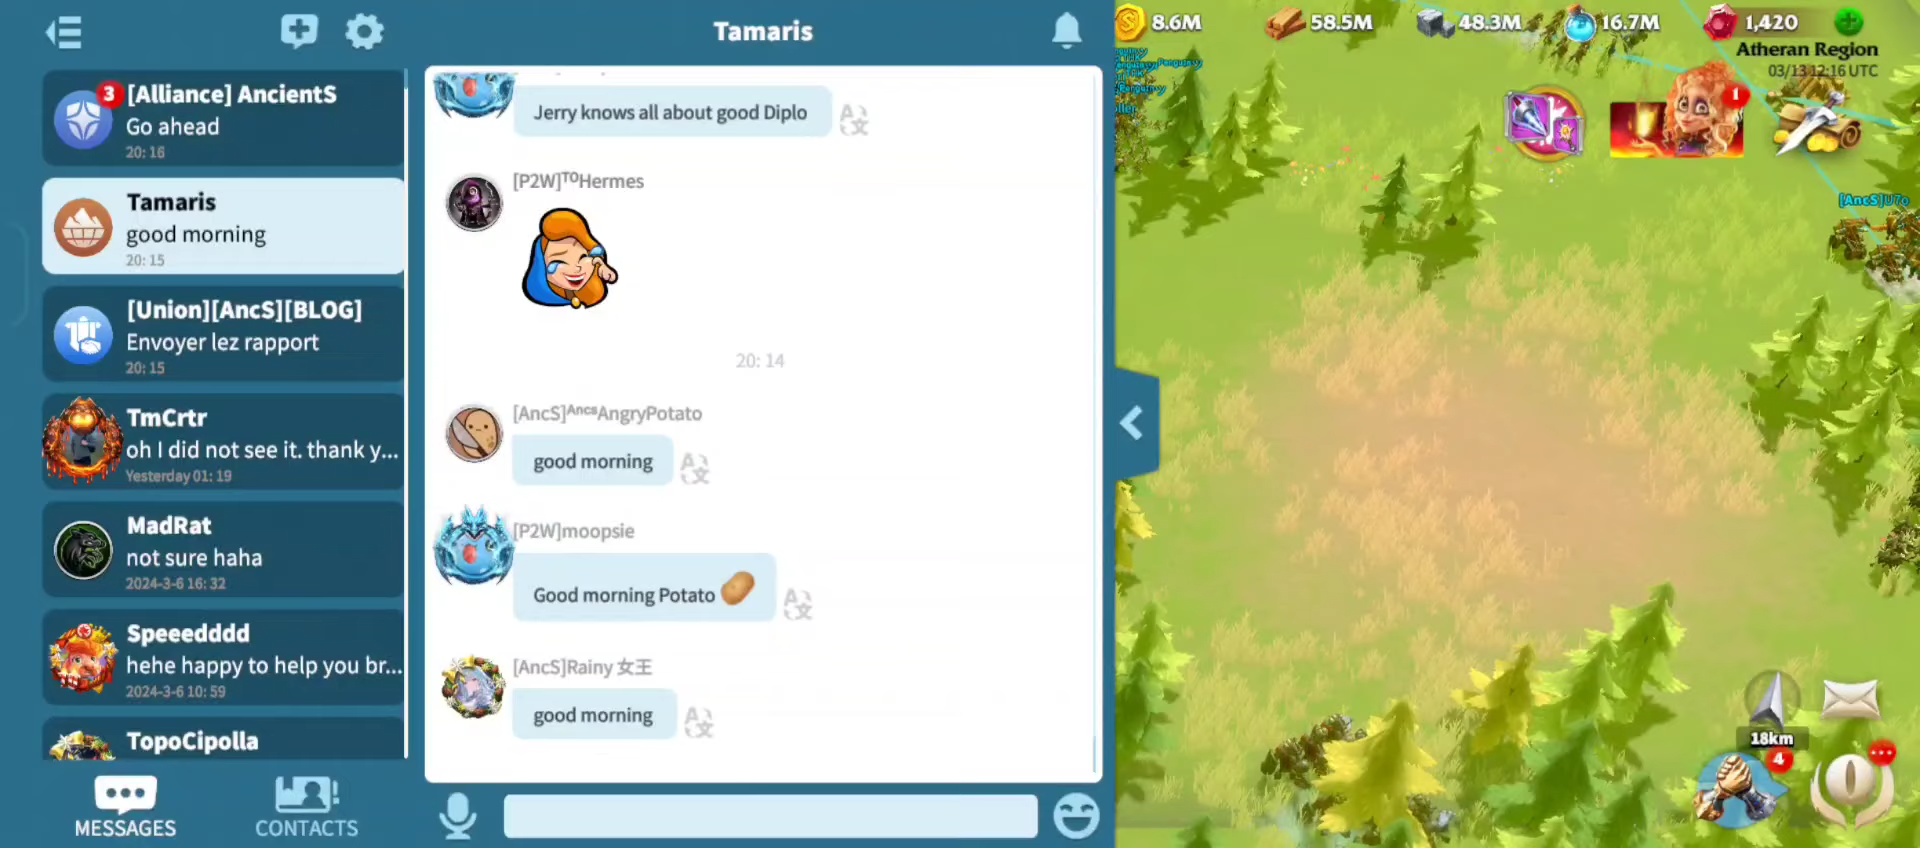 3
[Alliance] AncientS
Go ahead
20: 16
Tamaris
good morning
20: 15
[Union][AncS][BLOG]
Envoyer lez rapport
20: 15
TmCrtr
oh I did not see it. thank y...
Yesterday 01: 19
MadRat
not sure haha
2024-3-6 16: 32
Speeedddd
hehe happy to help you br...
2024-3-6 10: 59
TopoCipolla
MESSAGES
CONTACTS
Tamaris
Jerry knows all about good Diplo
[P2W]ᵀᴼHermes
20: 14
[AncS]ᴬⁿᶜˢAngryPotato
good morning
[P2W]moopsie
Good morning Potato 🥔
[AncS]Rainy 女王
good morning
8.6M
58.5M
48.3M
16.7M
1,420
Atheran Region
03/13 12:16 UTC
1
[AncS]U7o
18km
4